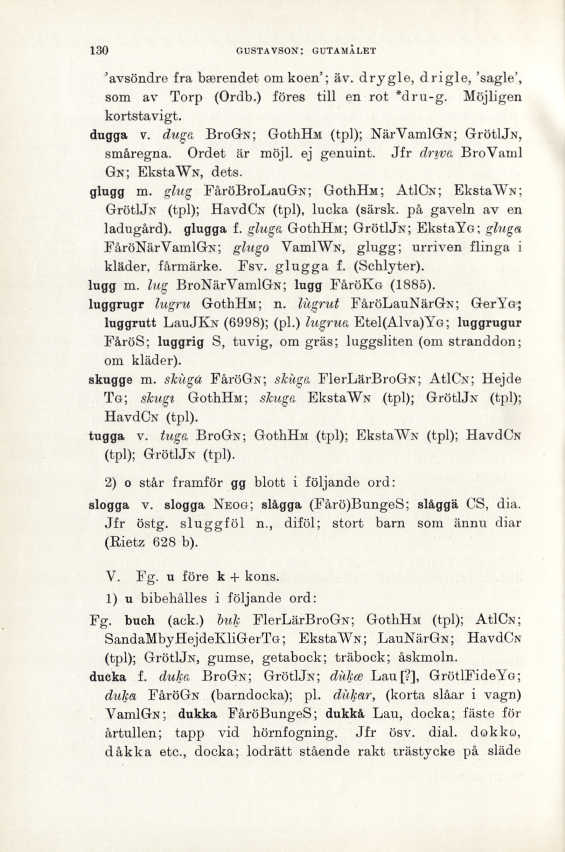 130 GUSTAVSON: GUTAMÅLET
'avsöndre fra bærendet om koen'; äv. drygle, drigle, 'sagle',
som av Torp (Ordb.) föres till en rot *dru-g. Möjligen
kortstavigt.
dugga v. duga BroGN; GothHM (tpl); NärVamlGN; GrötlJN,
småregna. Ordet är möjl. ej genuint. Jfr drıva BroVaml
GN; EkstaWN, dets.
glugg m. glug FåröBroLauGN; GothHM; AtlCN; EkstaWN;
GrötlJN (tpl); HavdCN (tpl), lucka (särsk. på gaveln av en
ladugård). glugga f. gluga GothHM; GrötlJN; EkstaYG; gluga
FåröNärVamlGN; glugo VamlWN, glugg; urriven flinga i
kläder, fårmärke. Fsv. glugga f. (Schlyter).
lugg m. lug BroNärVamlGN; lugg FåröKG (1885).
luggrugr lugru GothHM; n. lùgrut FåröLauNärGN; GerYG;
luggrutt LauJKN (6998); (pl.) lugrua Etel(Alva)YG; luggrugur
FåröS; luggrig S, tuvig, om gräs; luggsliten (om stranddon;
om kläder).
skugge m. skùga FåröGN; skùga FlerLärBroGN; AtlCN; Hejde
TG; skugı GothHM; skuga EkstaWN (tpl); GrötlJN (tpl);
HavdCN (tpl).
tugga v. tuga BroGN; GothHM (tpl); EkstaWN (tpl); HavdCN
(tpl); GrötlJN (tpl).
2) o står framför gg blott i följande ord:
slogga v. slogga NEOG; slågga (Fårö)BungeS; slåggä CS, dia.
Jfr östg. sluggföl n., diföl; stort barn som ännu diar
(Rietz 628 b).
V. Fg. u före k + kons.
1) u bibehålles i följande ord:
Fg. buch (ack.) buk FlerLärBroGN; GothHM (tpl); AtlCN;
SandaMbyHejdeKliGerTG; EkstaWN; LauNärGN; HavdCN
(tpl); GrötlJN, gumse, getabock; träbock; åskmoln.
ducka f. duka BroGN; GrötlJN; dùkæ Lau[?], GrötlFideYG;
duka FåröGN (barndocka); pl. dùkar, (korta slåar i vagn)
VamlGN; dukka FåröBungeS; dukkå Lau, docka; fäste för
årtullen; tapp vid hörnfogning. Jfr ösv. dial. dokko,
dåkka etc., docka; lodrätt stående rakt trästycke på släde